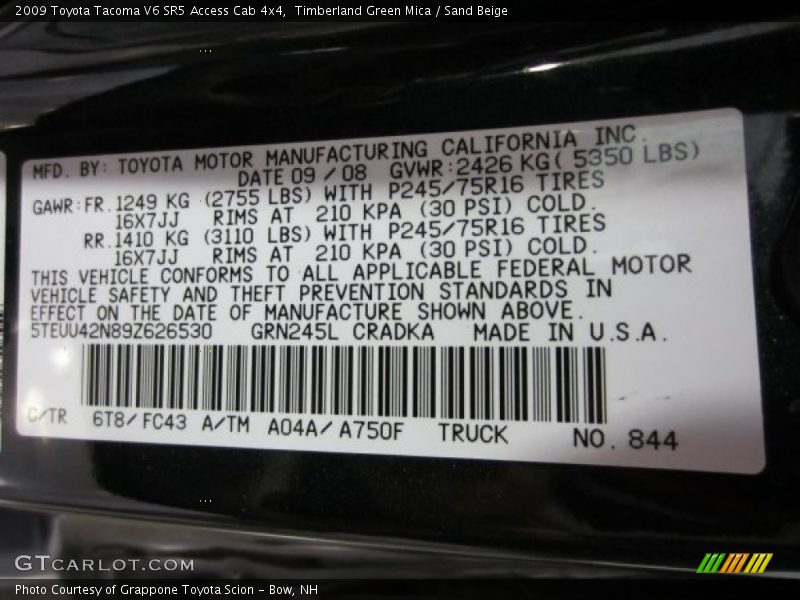 2009 Toyota Tacoma V6 SR5 Access Cab 4x4,  Timberland Green Mica / Sand Beige
MFD. BY: TOYOTA MOTOR MANUFACTURING CALIFORNIA INC.
DATE 09/08 GVWR:2426 KG( 5350 LBS)
GAWR:FR.1249 KG (2755 LBS) WITH P245/75R16 TIRES
16X7JJ RIMS AT 210 KPA (30 PSI) COLD.
RR.1410 KG (3110 LBS) WITH P245/75R16 TIRES
16X7JJ RIMS AT 210 KPA (30 PSI) COLD.
THIS VEHICLE CONFORMS TO ALL APPLICABLE FEDERAL MOTOR
VEHICLE SAFETY AND THEFT PREVENTION STANDARDS IN
EFFECT ON THE DATE OF MANUFACTURE SHOWN ABOVE.
5TEUU42N89Z626530 GRN245L CRADKA MADE IN U.S.A.
C/TR 6T8/FC43 A/TM A04A/A750F TRUCK NO. 844
GTCARLOT.COM
Photo Courtesy of Grappone Toyota Scion - Bow, NH